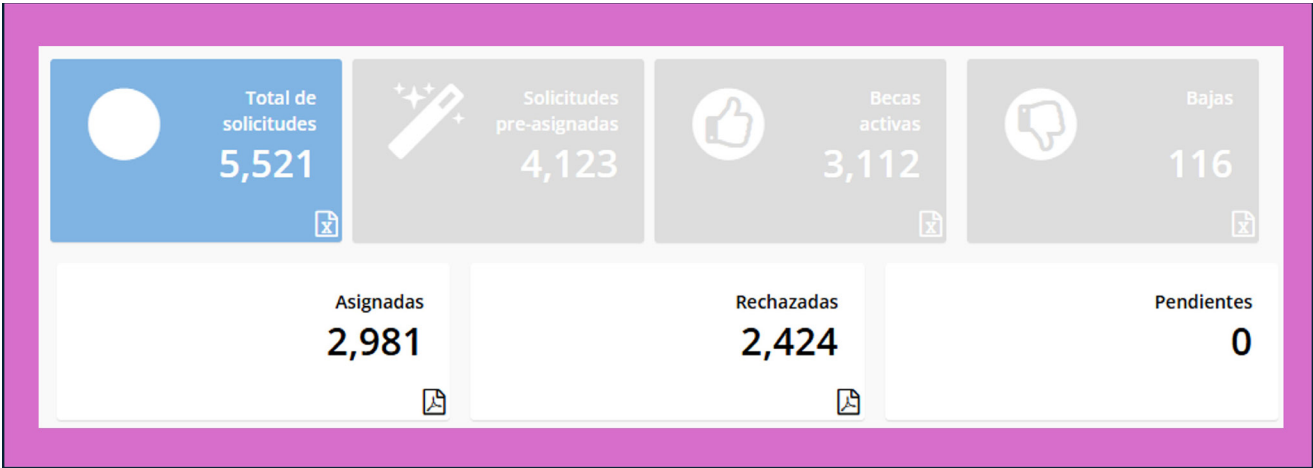 Total de
solicitudes
5,521
Solicitudes
pre-asignadas
4,123
Becas
activas
3,112
Bajas
116
Asignadas
2,981
Rechazadas
2,424
Pendientes
0